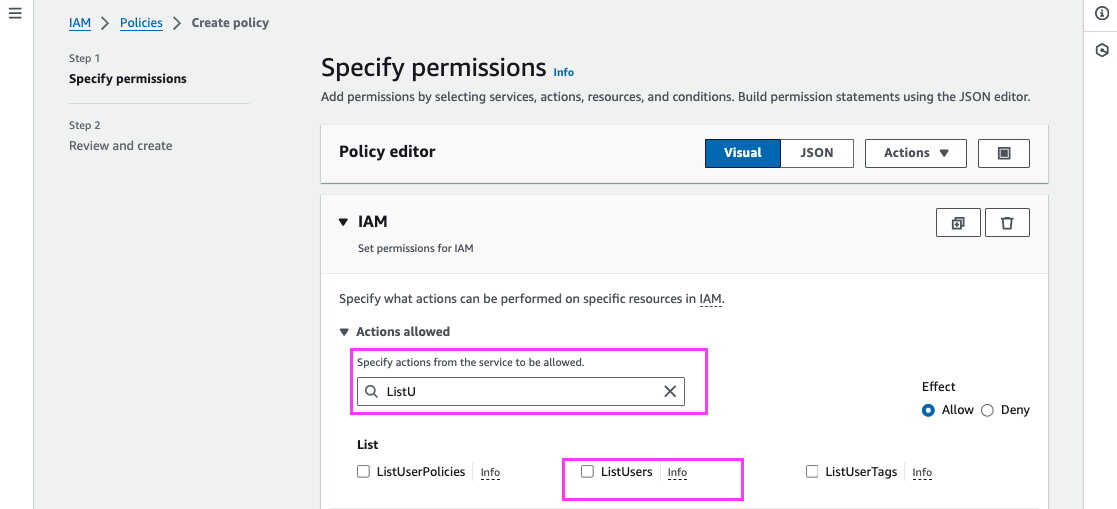 IAM > Policies > Create policy
Step 1
Specify permissions
Step 2
Review and create
Specify permissions Info
Add permissions by selecting services, actions, resources, and conditions. Build permission statements using the JSON editor.
Policy editor
Visual JSON Actions
IAM
Set permissions for IAM
Specify what actions can be performed on specific resources in IAM.
Actions allowed
Specify actions from the service to be allowed.
ListU
Effect
Allow Deny
List
ListUserPolicies Info ListUsers Info ListUserTags Info